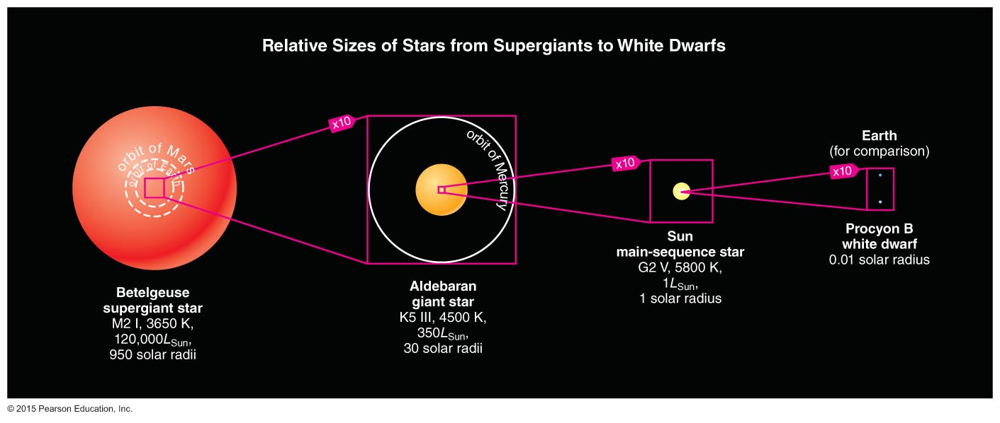 Relative Sizes of Stars from Supergiants to White Dwarfs
orbit of Mars
orbit of Earth
x10
orbit of Mercury
x10
x10
Earth
(for comparison)
Betelgeuse
supergiant star
M2 I, 3650 K,
120,000LSun,
950 solar radii
Aldebaran
giant star
K5 III, 4500 K,
350LSun,
30 solar radii
Sun
main-sequence star
G2 V, 5800 K,
1LSun,
1 solar radius
Procyon B
white dwarf
0.01 solar radius
© 2015 Pearson Education, Inc.